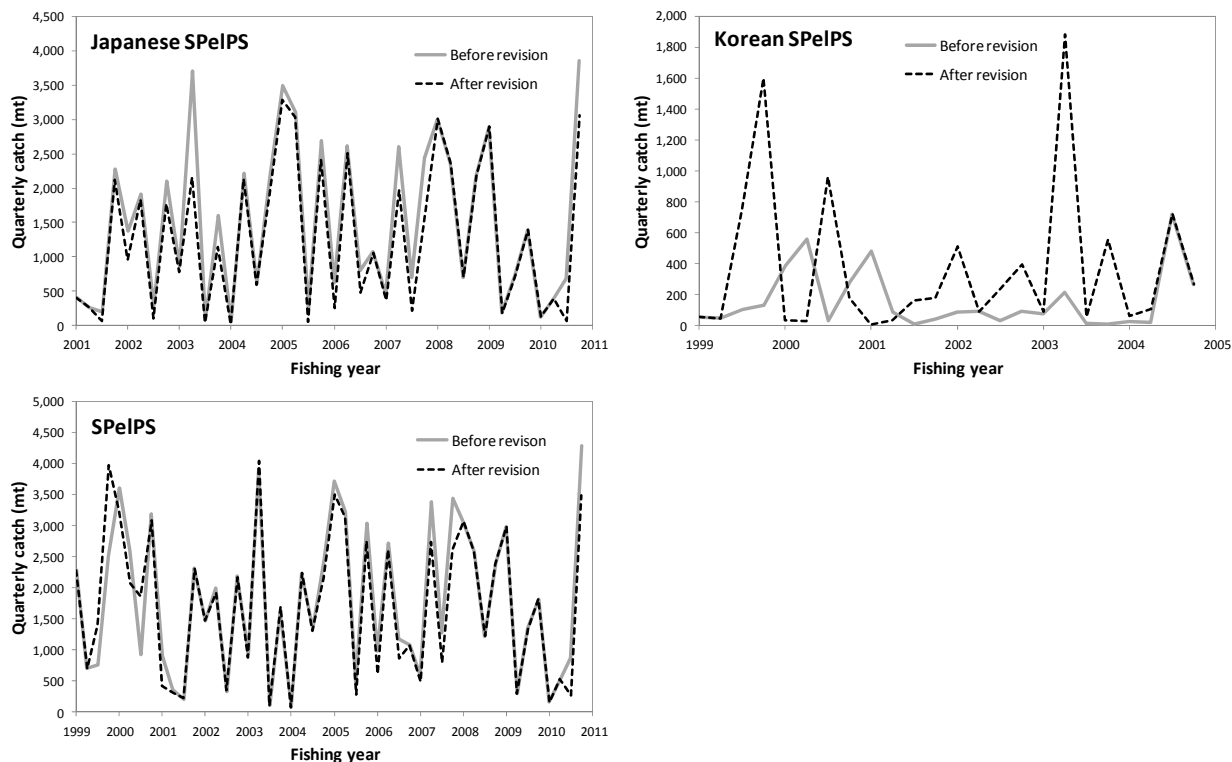 Japanese SPelPS
Before revision
After revision
Quarterly catch (mt)
4,500
4,000
3,500
3,000
2,500
2,000
1,500
1,000
500
0
2001 2002 2003 2004 2005 2006 2007 2008 2009 2010 2011
Fishing year
Korean SPelPS
Before revision
After revision
Quarterly catch (mt)
2,000
1,800
1,600
1,400
1,200
1,000
800
600
400
200
0
1999 2000 2001 2002 2003 2004 2005
Fishing year
SPelPS
Before revison
After revision
Quarterly catch (mt)
5,000
4,500
4,000
3,500
3,000
2,500
2,000
1,500
1,000
500
0
1999 2000 2001 2002 2003 2004 2005 2006 2007 2008 2009 2010 2011
Fishing year